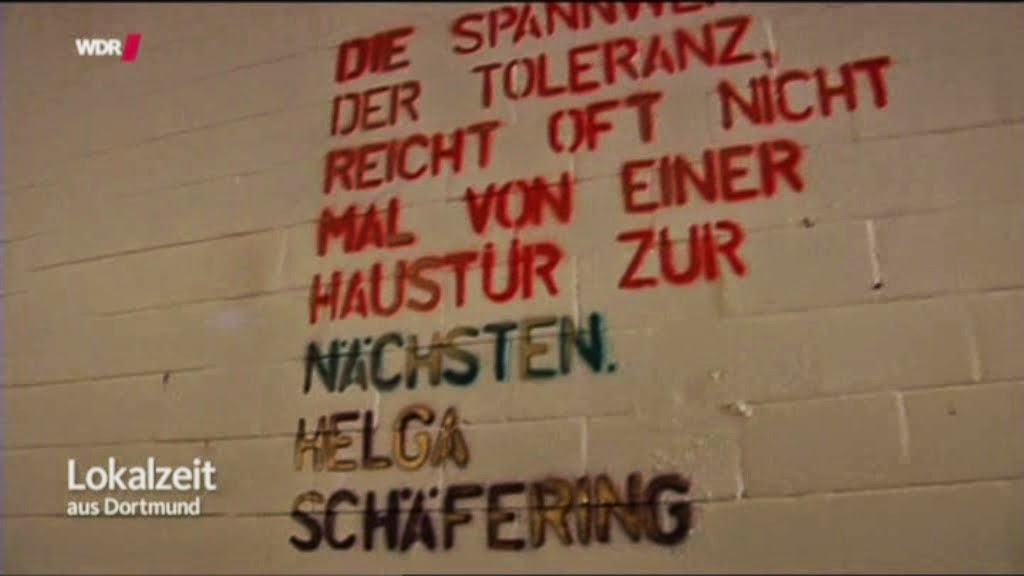 WDR
DIE
DER TOLERANZ,
REICHT OFT NICHT
MAL VON EINER
HAUSTÜR ZUR
NÄCHSTEN.
HELGA
SCHÄFERING
Lokalzeit
aus Dortmund